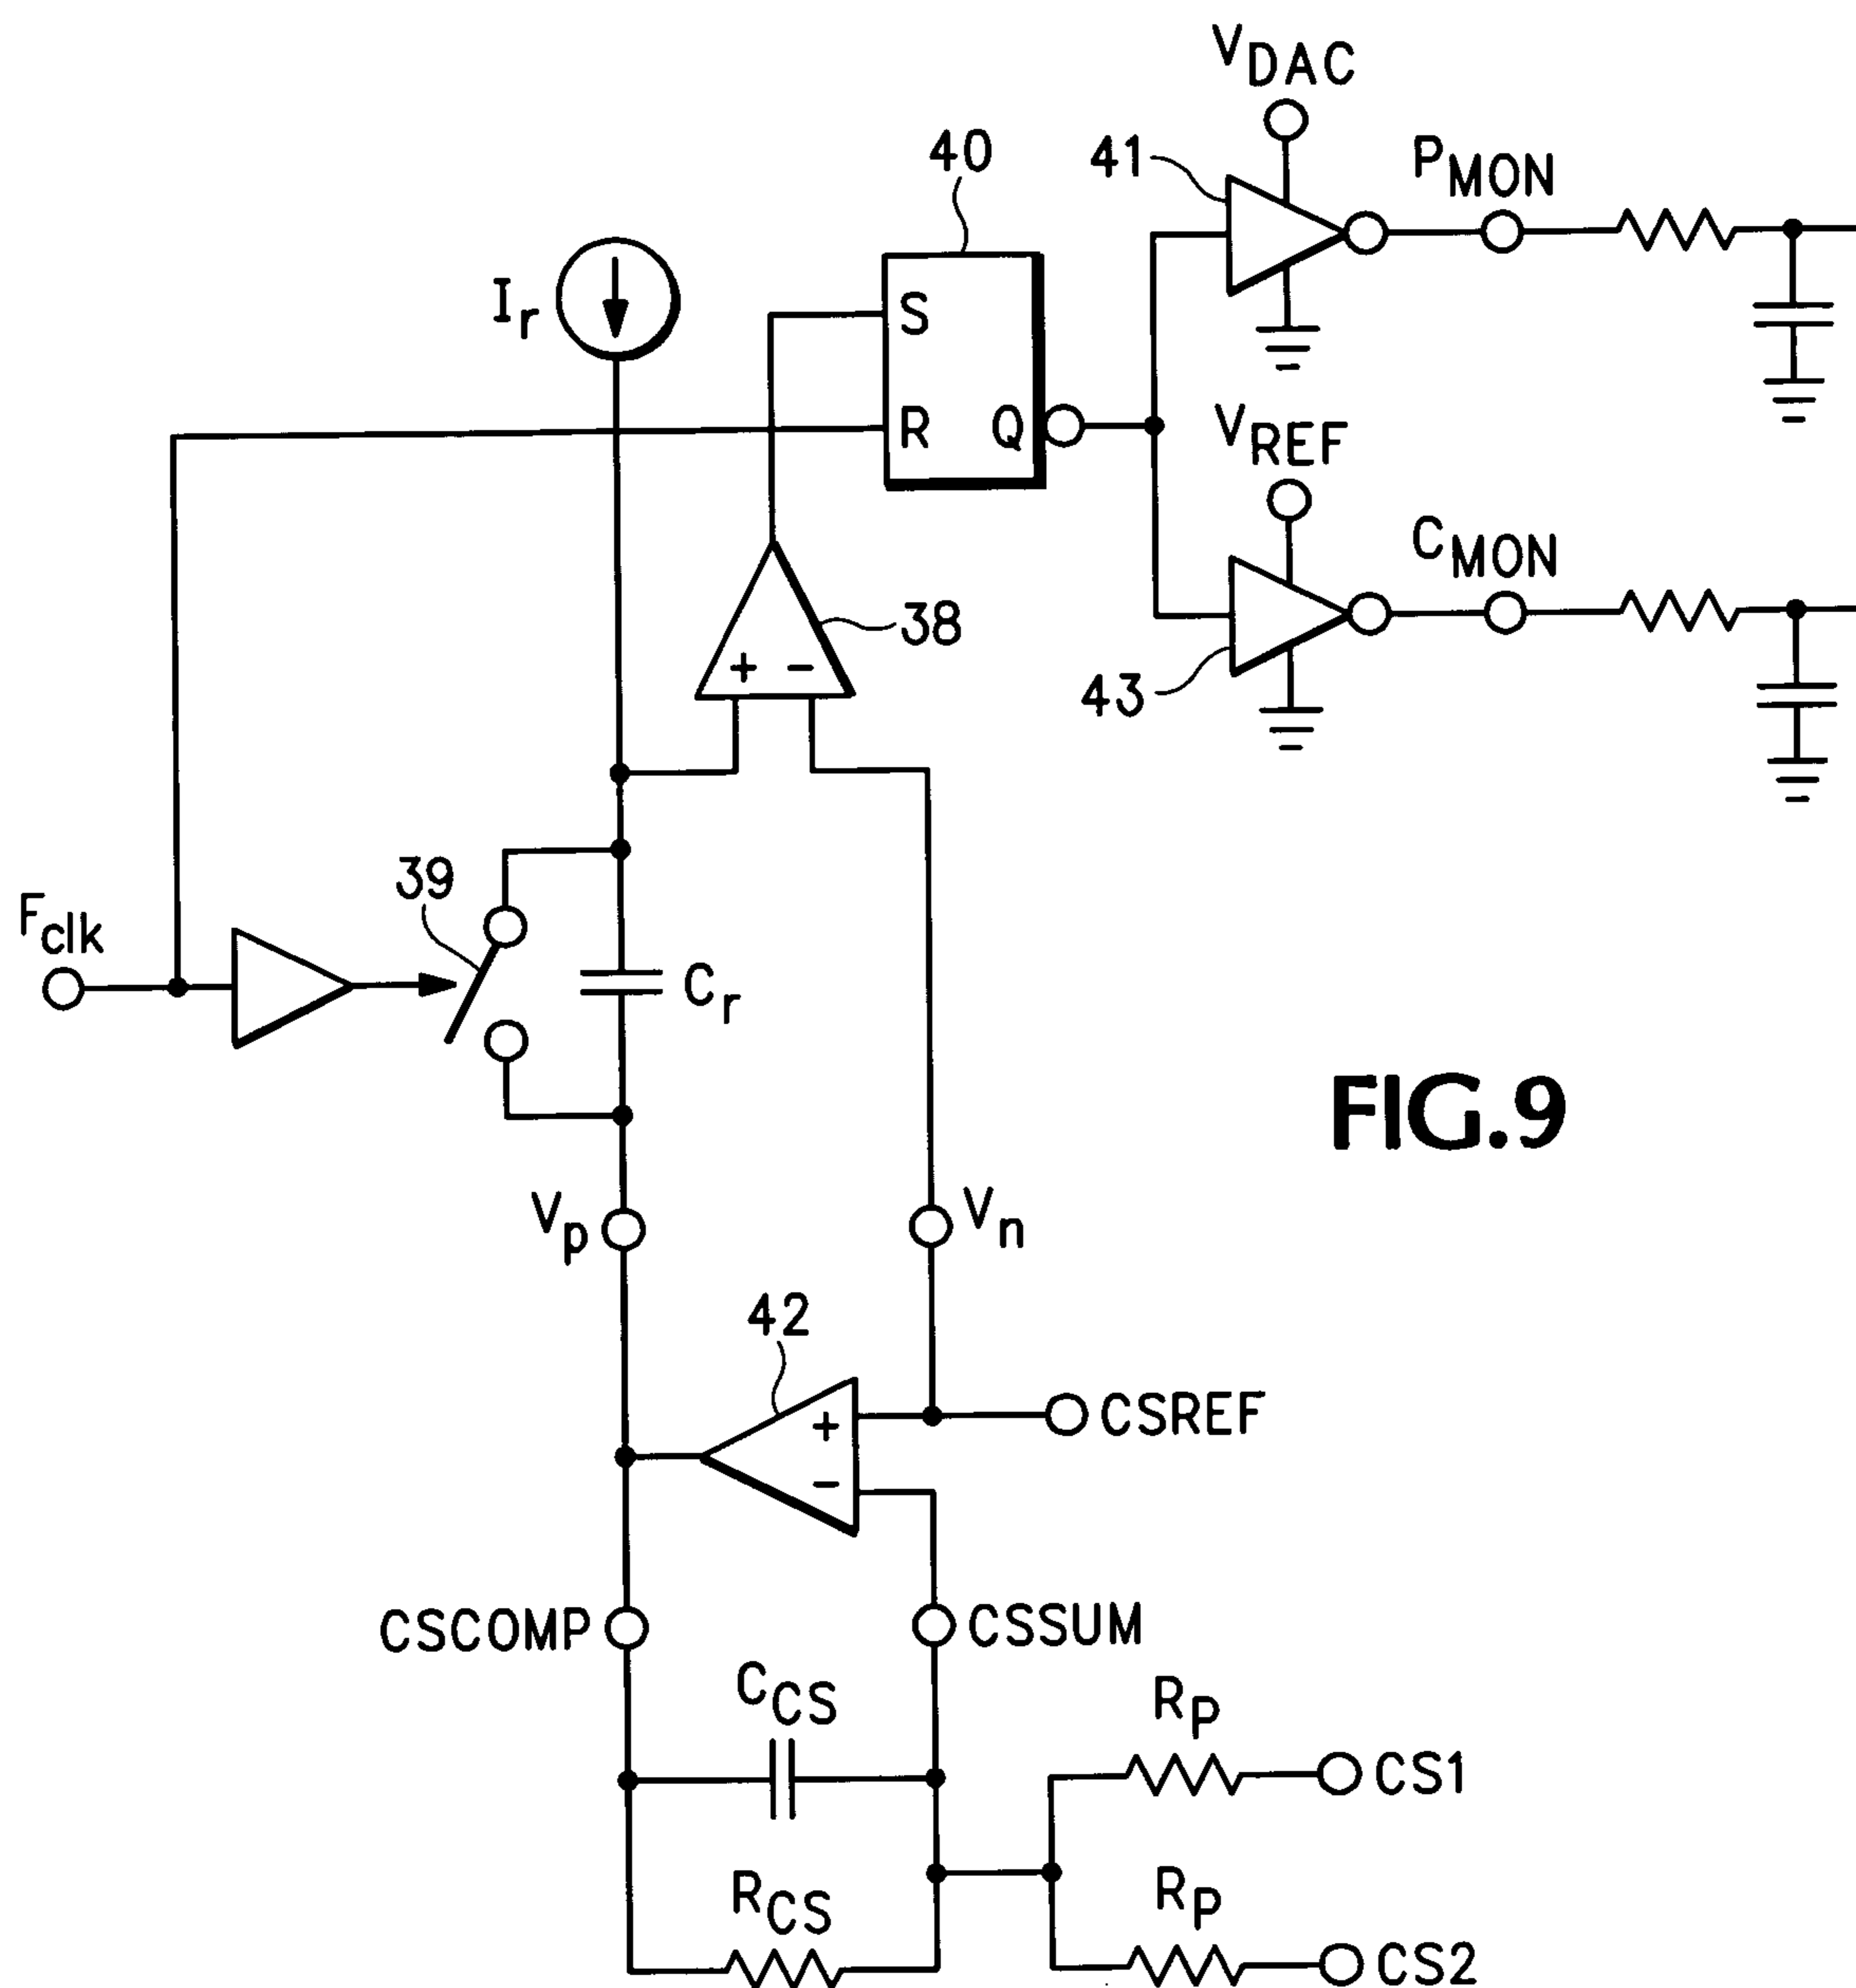 VDAC
40
41
PMON
Ir
S
R
Q
VREF
CMON
+ -
38
43
39
Fclk
Cr
FIG.9
Vp
Vn
42
+
CSREF
-
CSCOMP
CSSUM
CCS
RP
CS1
RCS
RP
CS2